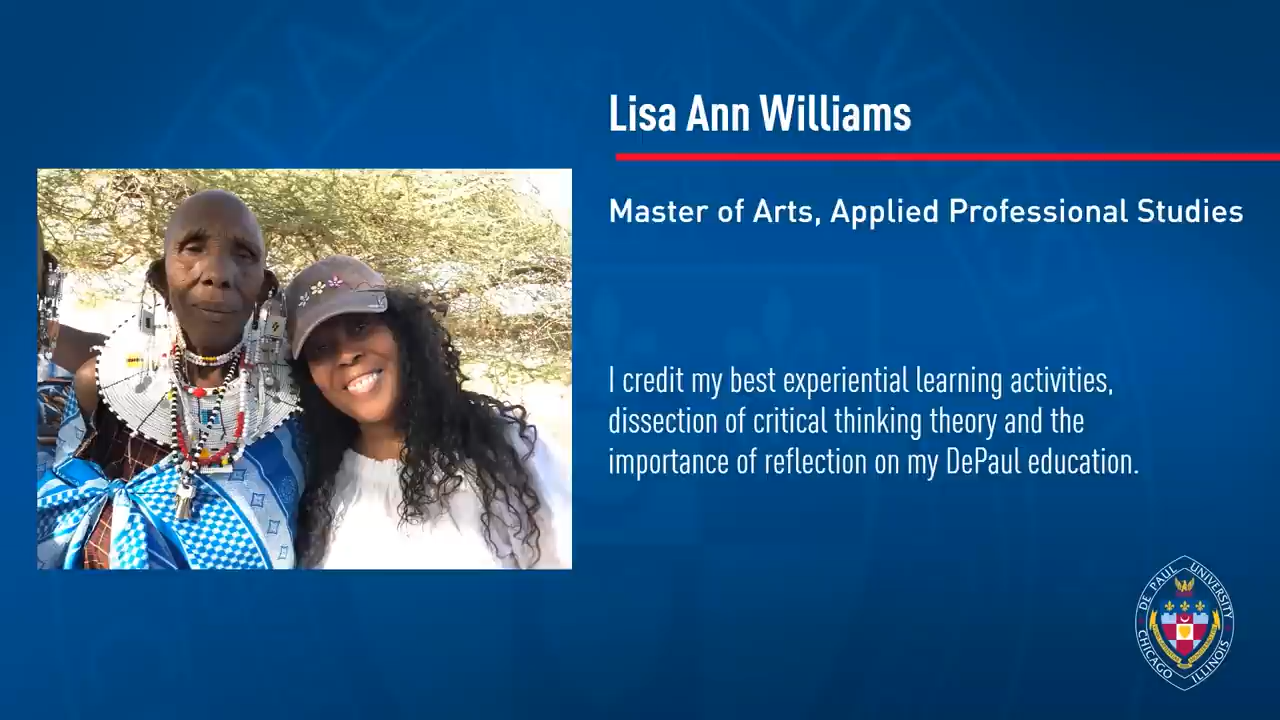 Lisa Ann Williams
Master of Arts, Applied Professional Studies
I credit my best experiential learning activities,
dissection of critical thinking theory and the
importance of reflection on my DePaul education.
DE PAUL UNIVERSITY
CHICAGO ILLINOIS